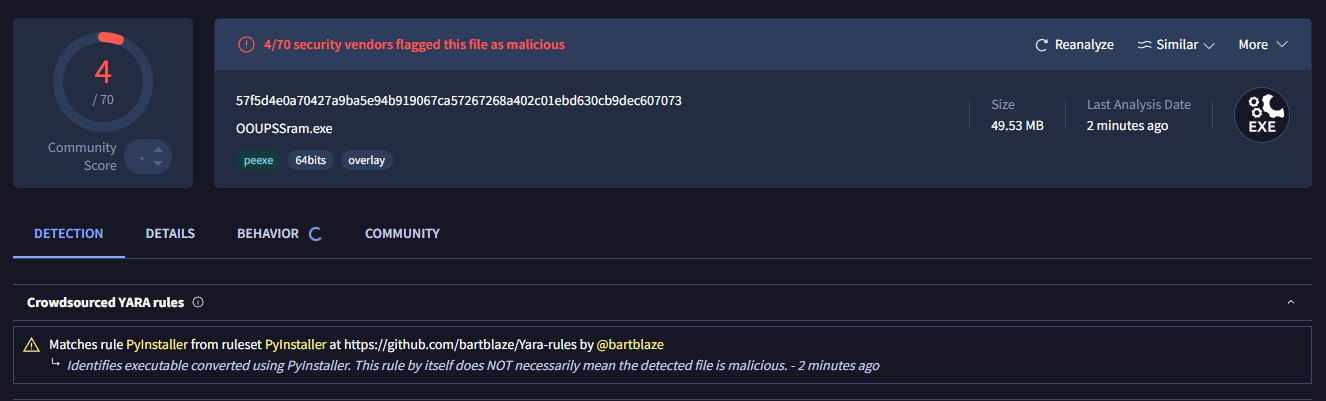 4
/ 70
Community
Score
4/70 security vendors flagged this file as malicious
Reanalyze
Similar
More
57f5d4e0a70427a9ba5e94b919067ca57267268a402c01ebd630cb9dec607073
OOUPSSram.exe
peexe
64bits
overlay
Size
49.53 MB
Last Analysis Date
2 minutes ago
EXE
DETECTION
DETAILS
BEHAVIOR
COMMUNITY
Crowdsourced YARA rules
Matches rule PyInstaller from ruleset PyInstaller at https://github.com/bartblaze/Yara-rules by @bartblaze
Identifies executable converted using PyInstaller. This rule by itself does NOT necessarily mean the detected file is malicious. - 2 minutes ago